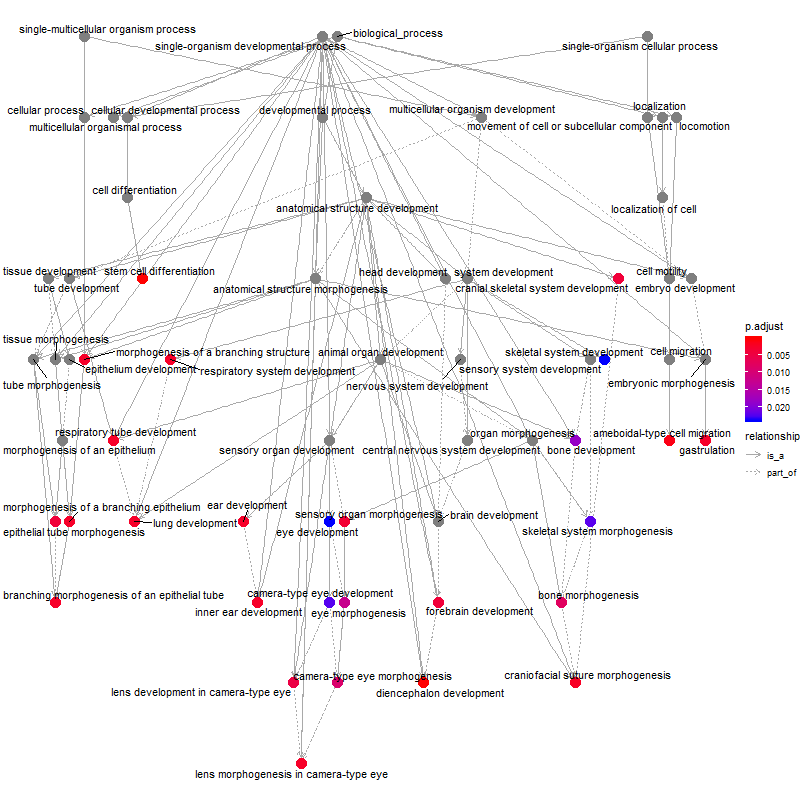 single-multicellular organism process
biological_process
single-organism developmental process
single-organism cellular process
cellular process
cellular developmental process
developmental process
multicellular organism development
localization
multicellular organismal process
movement of cell or subcellular component
locomotion
cell differentiation
anatomical structure development
localization of cell
tissue development
stem cell differentiation
head development
system development
cell motility
tube development
anatomical structure morphogenesis
cranial skeletal system development
embryo development
tissue morphogenesis
morphogenesis of a branching structure
animal organ development
skeletal system development
cell migration
epithelium development
respiratory system development
sensory system development
tube morphogenesis
nervous system development
embryonic morphogenesis
respiratory tube development
organ morphogenesis
ameboidal-type cell migration
morphogenesis of an epithelium
sensory organ development
central nervous system development
bone development
gastrulation
morphogenesis of a branching epithelium
ear development
sensory organ morphogenesis
brain development
lung development
epithelial tube morphogenesis
eye development
skeletal system morphogenesis
branching morphogenesis of an epithelial tube
camera-type eye development
bone morphogenesis
inner ear development
eye morphogenesis
forebrain development
camera-type eye morphogenesis
craniofacial suture morphogenesis
lens development in camera-type eye
diencephalon development
lens morphogenesis in camera-type eye
p.adjust
0.005
0.010
0.015
0.020
relationship
is_a
part_of